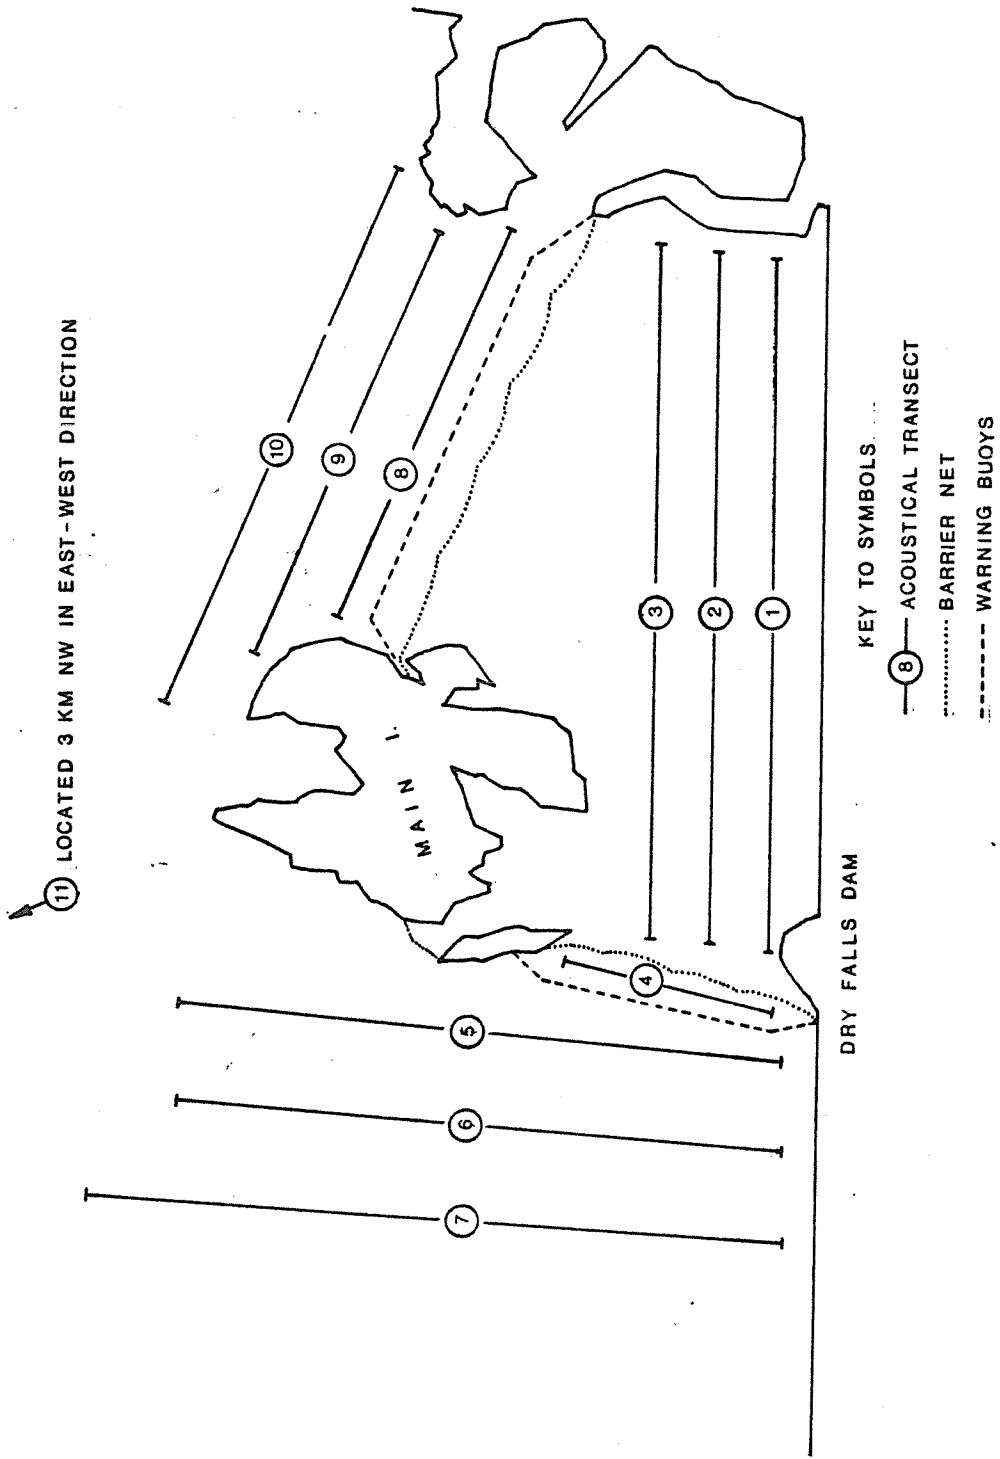 11 LOCATED 3 KM NW IN EAST-WEST DIRECTION
10
9
8
MAIN I.
3
2
1
4
5
6
7
DRY FALLS DAM
KEY TO SYMBOLS
8 ACOUSTICAL TRANSECT
BARRIER NET
WARNING BUOYS